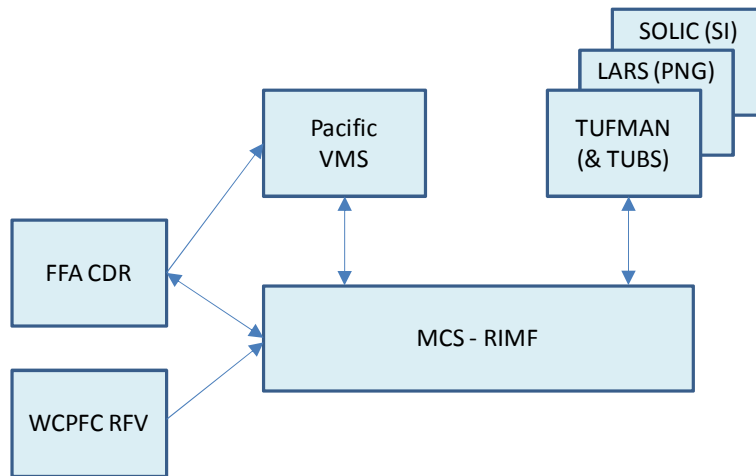 SOLIC (SI)
LARS (PNG)
Pacific
VMS
TUFMAN
(& TUBS)
FFA CDR
MCS - RIMF
WCPFC RFV